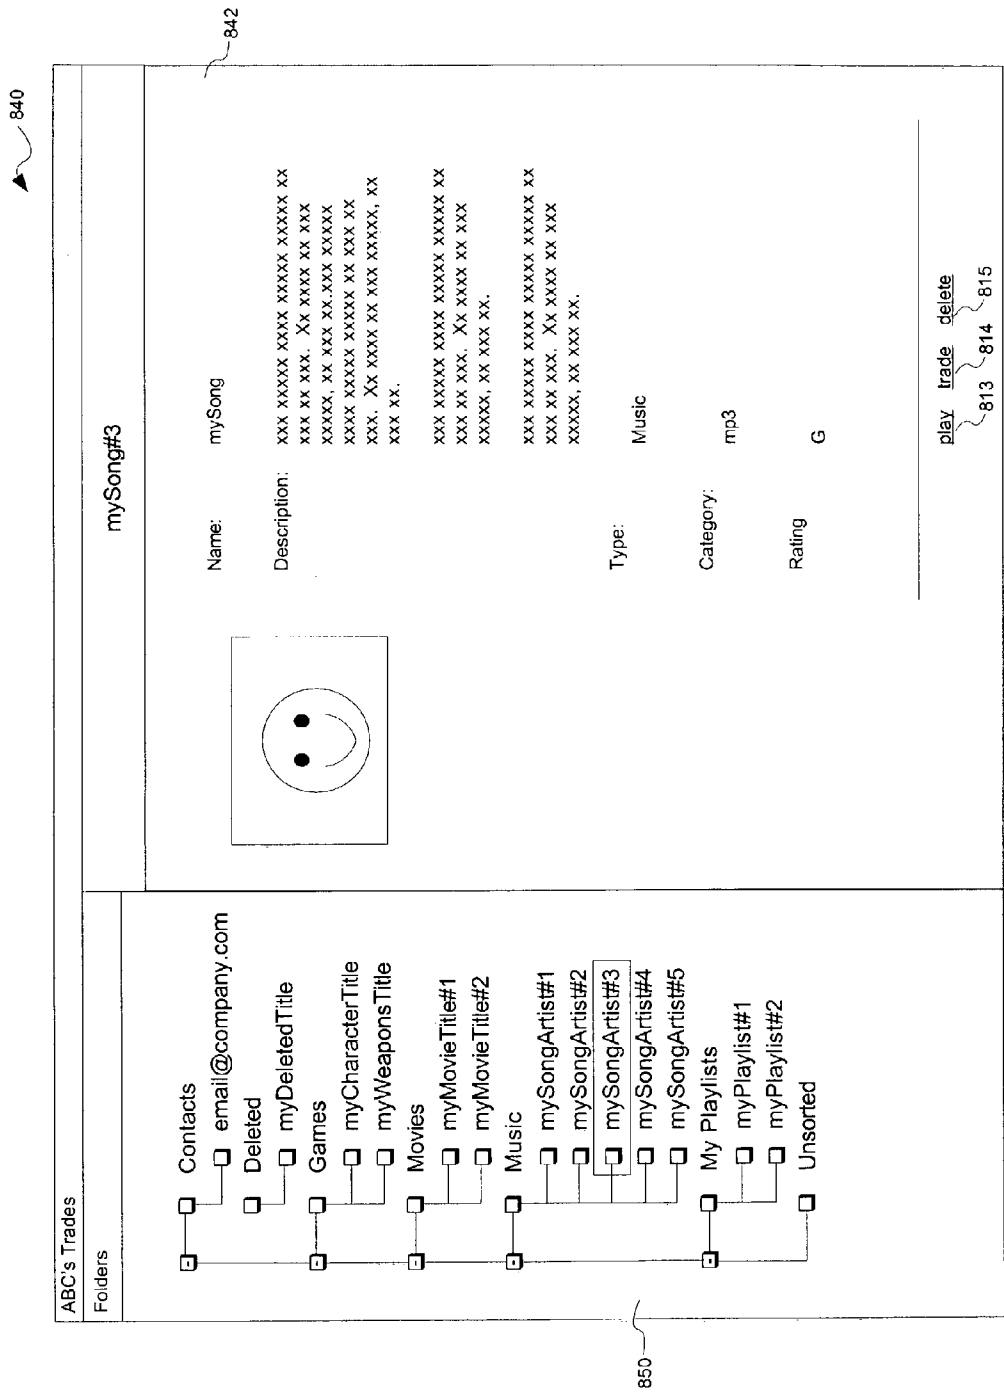 840
ABC's Trades
Folders
mySong#3
842
Contacts
email@company.com
Deleted
myDeletedTitle
Games
myCharacterTitle
myWeaponsTitle
Movies
myMovieTitle#1
myMovieTitle#2
Music
mySongArtist#1
mySongArtist#2
mySongArtist#3
mySongArtist#4
mySongArtist#5
My Playlists
myPlaylist#1
myPlaylist#2
Unsorted
850
Name: mySong
Description: xxx xxxxx xxxx xxxxx xxxxx xx
xxx xx xxx. Xx xxxx xx xxx
xxxxx, xx xxx xx.xxx xxxxx
xxxx xxxxx xxxxx xx xxx xx
xxx. Xx xxxx xx xxx xxxxx, xx
xxx xx.
xxx xxxxx xxxx xxxxx xxxxx xx
xxx xx xxx. Xx xxxx xx xxx
xxxxx, xx xxx xx.
xxx xxxxx xxxx xxxxx xxxxx xx
xxx xx xxx. Xx xxxx xx xxx
xxxxx, xx xxx xx.
Type: Music
Category: mp3
Rating G
play trade delete
813 814 815